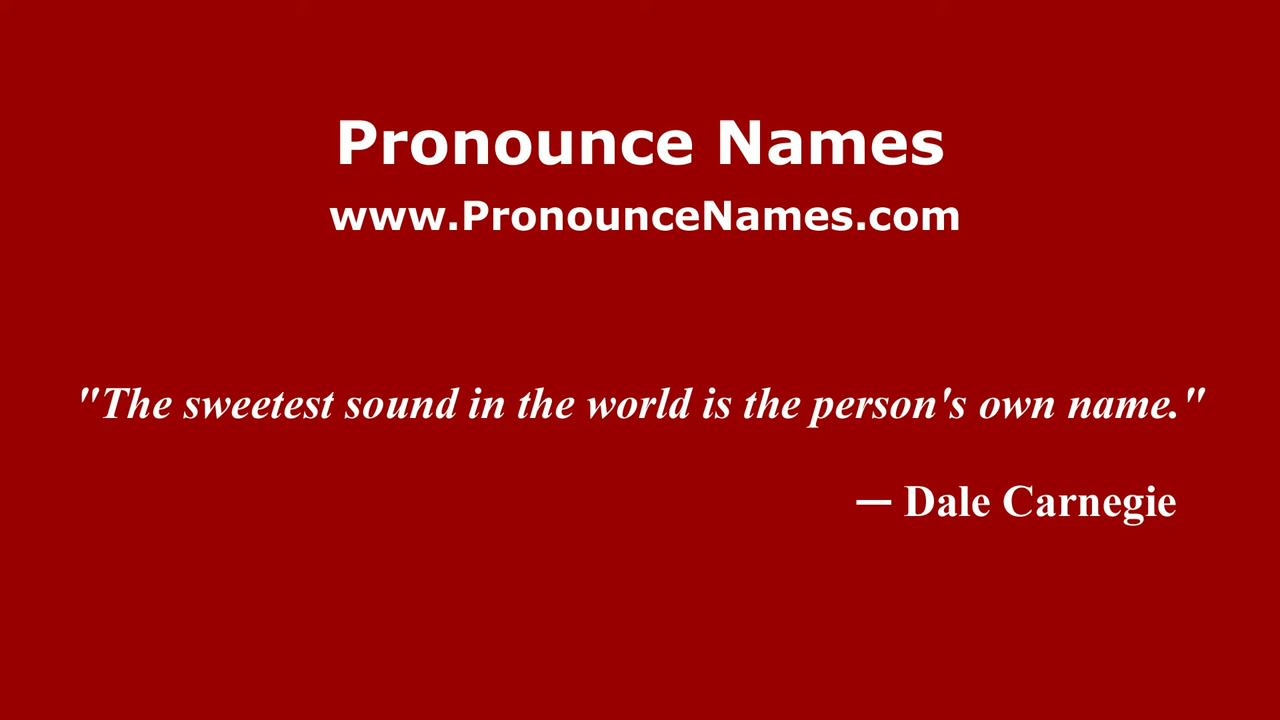 Pronounce Names
www.PronounceNames.com
"The sweetest sound in the world is the person's own name."
— Dale Carnegie